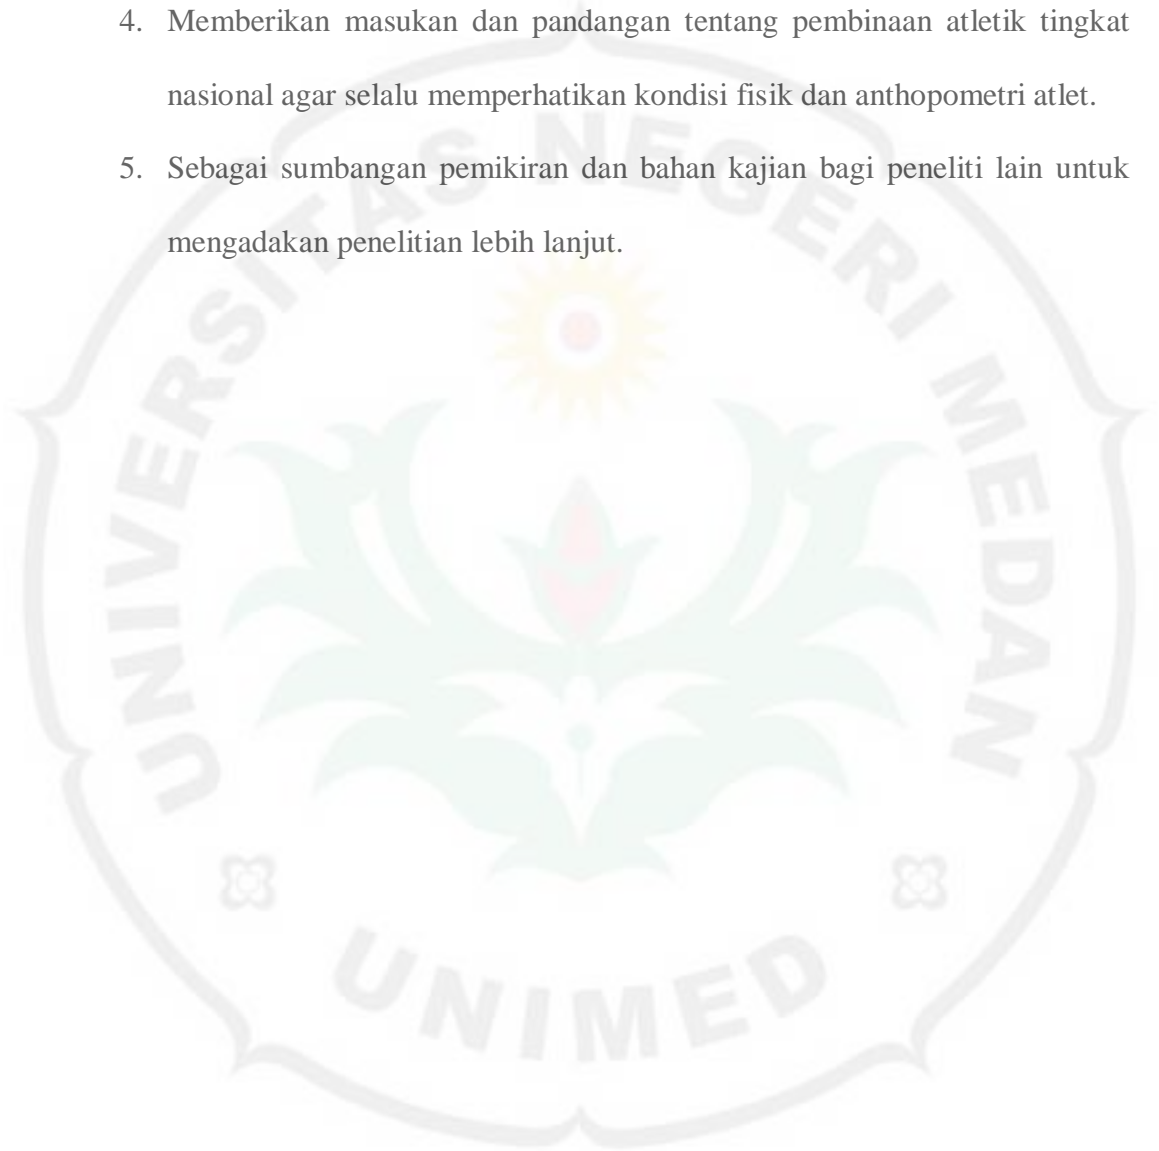 4. Memberikan masukan dan pandangan tentang pembinaan atletik tingkat
nasional agar selalu memperhatikan kondisi fisik dan anthopometri atlet.
5. Sebagai sumbangan pemikiran dan bahan kajian bagi peneliti lain untuk
mengadakan penelitian lebih lanjut.
UNIVERSITAS NEGERI MEDAN
UNIMED